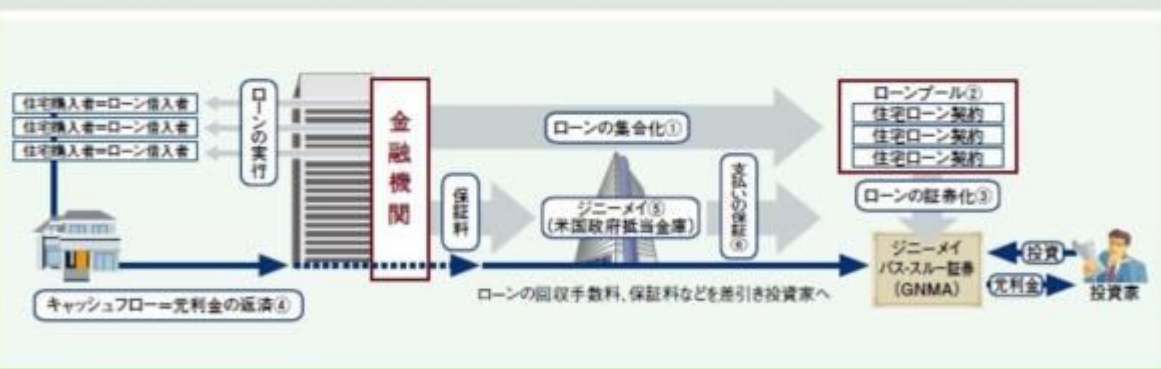 住宅購入者=ローン借入者
住宅購入者=ローン借入者
住宅購入者=ローン借入者
ローンの実行
金融機関
ローンの集合化①
ローンプール②
住宅ローン契約
住宅ローン契約
住宅ローン契約
保証料
ジニーメイ⑤
(米国政府抵当金庫)
支払いの保証⑥
ローンの証券化③
ジニーメイ
パス-スルー証券
(GNMA)
投資
元利金
投資家
キャッシュフロー=元利金の返済④
ローンの回収手数料、保証料などを差引き投資家へ